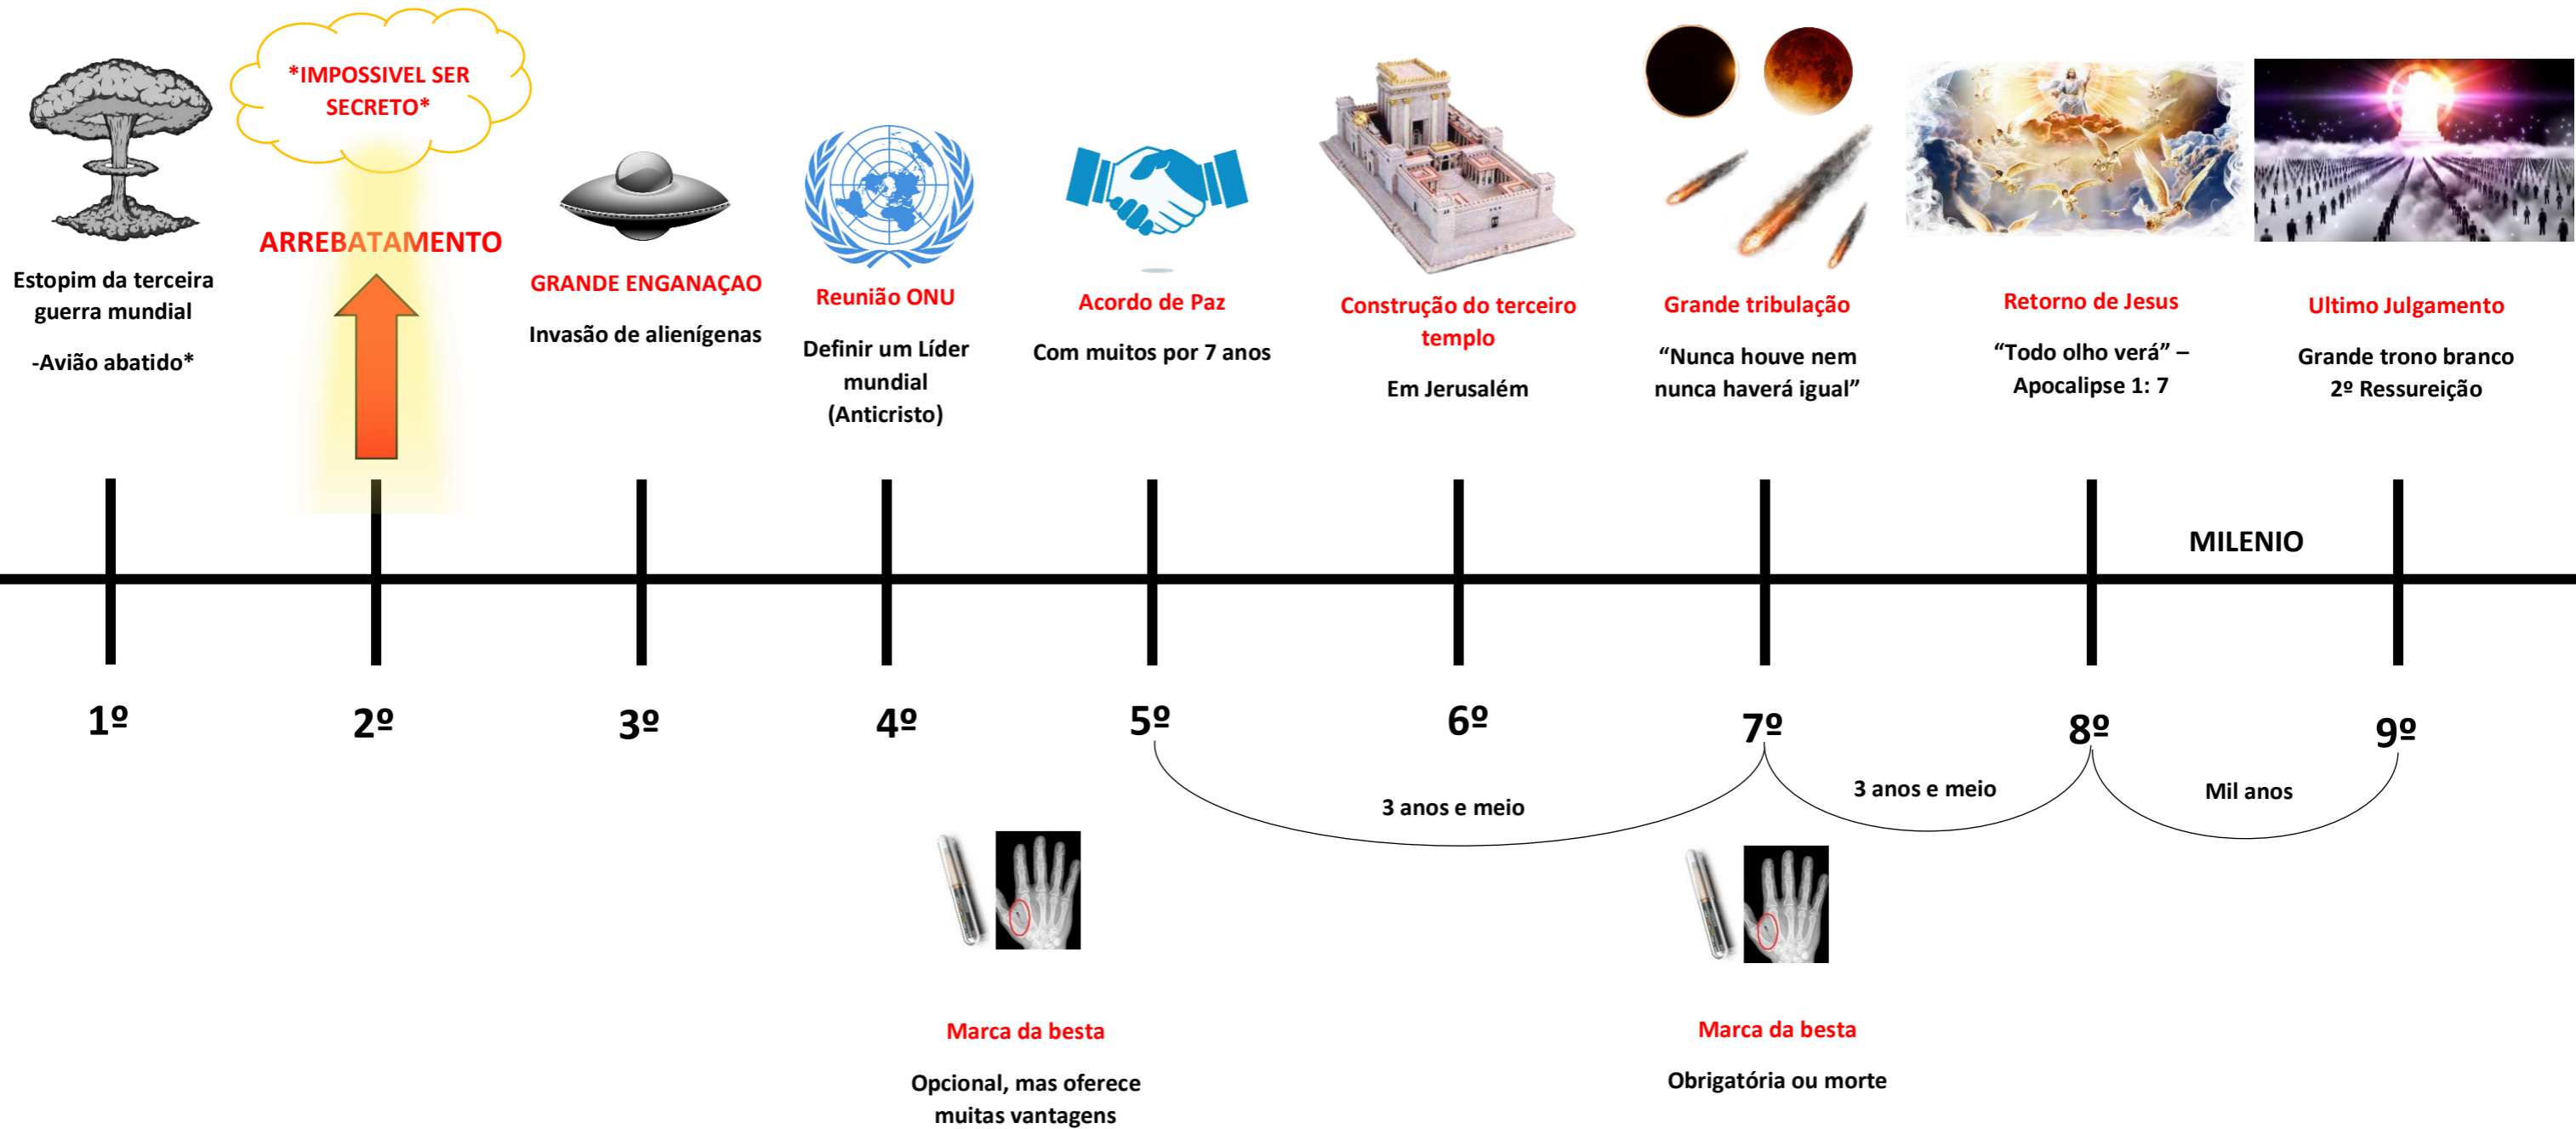 *IMPOSSIVEL SER
SECRETO*
ARREBATAMENTO
Estopim da terceira
guerra mundial
-Avião abatido*
GRANDE ENGANAÇAO
Invasão de alienígenas
Reunião ONU
Definir um Líder
mundial
(Anticristo)
Acordo de Paz
Com muitos por 7 anos
Construção do terceiro
templo
Em Jerusalém
Grande tribulação
“Nunca houve nem
nunca haverá igual”
Retorno de Jesus
“Todo olho verá” –
Apocalipse 1: 7
Ultimo Julgamento
Grande trono branco
2º Ressureição
MILENIO
1º
2º
3º
4º
5º
6º
7º
8º
9º
3 anos e meio
3 anos e meio
Mil anos
Marca da besta
Opcional, mas oferece
muitas vantagens
Marca da besta
Obrigatória ou morte